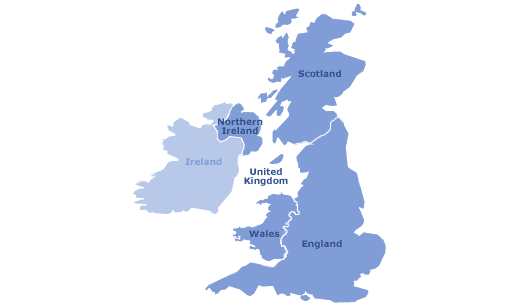 Scotland
Northern
Ireland
Ireland
United
Kingdom
Wales
England